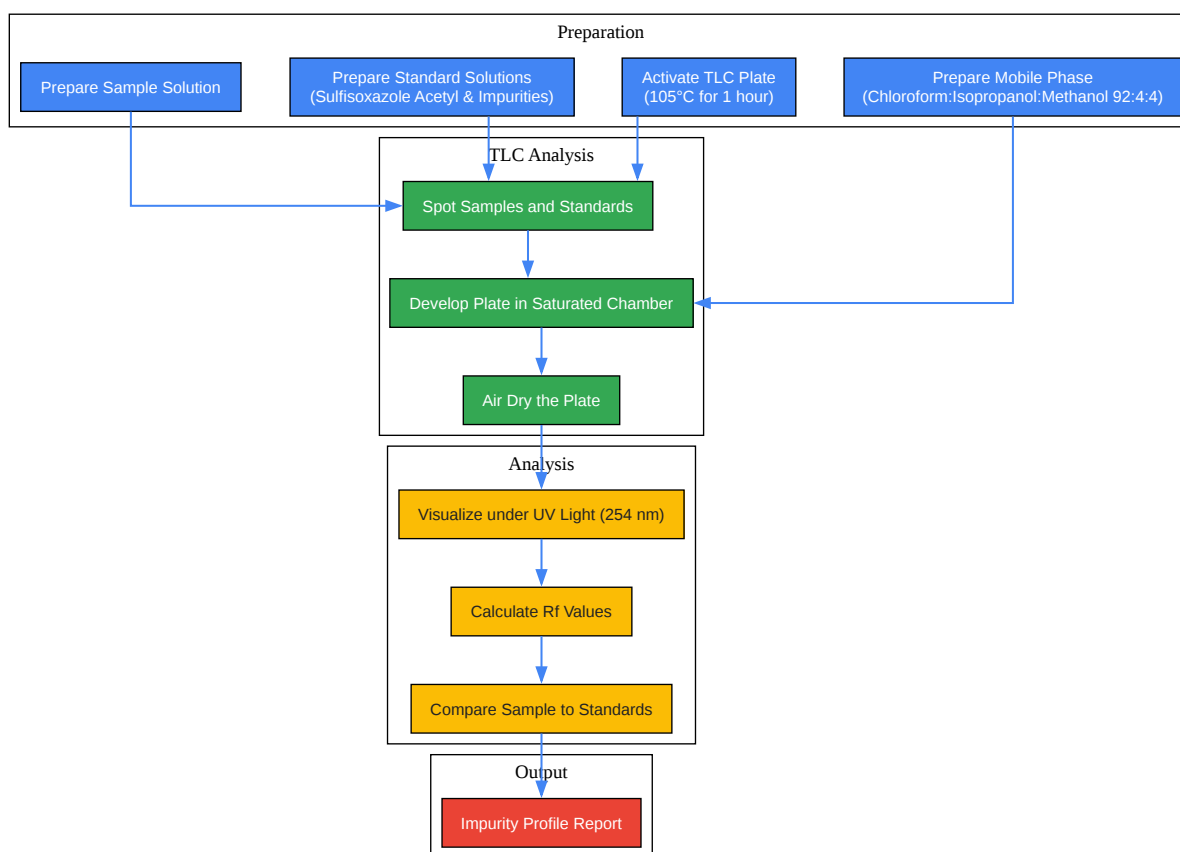 Preparation
Prepare Sample Solution
Prepare Standard Solutions
(Sulfisoxazole Acetyl & Impurities)
Activate TLC Plate
(105°C for 1 hour)
Prepare Mobile Phase
(Chloroform:Isopropanol:Methanol 92:4:4)
TLC Analysis
Spot Samples and Standards
Develop Plate in Saturated Chamber
Air Dry the Plate
Analysis
Visualize under UV Light (254 nm)
Calculate Rf Values
Compare Sample to Standards
Output
Impurity Profile Report